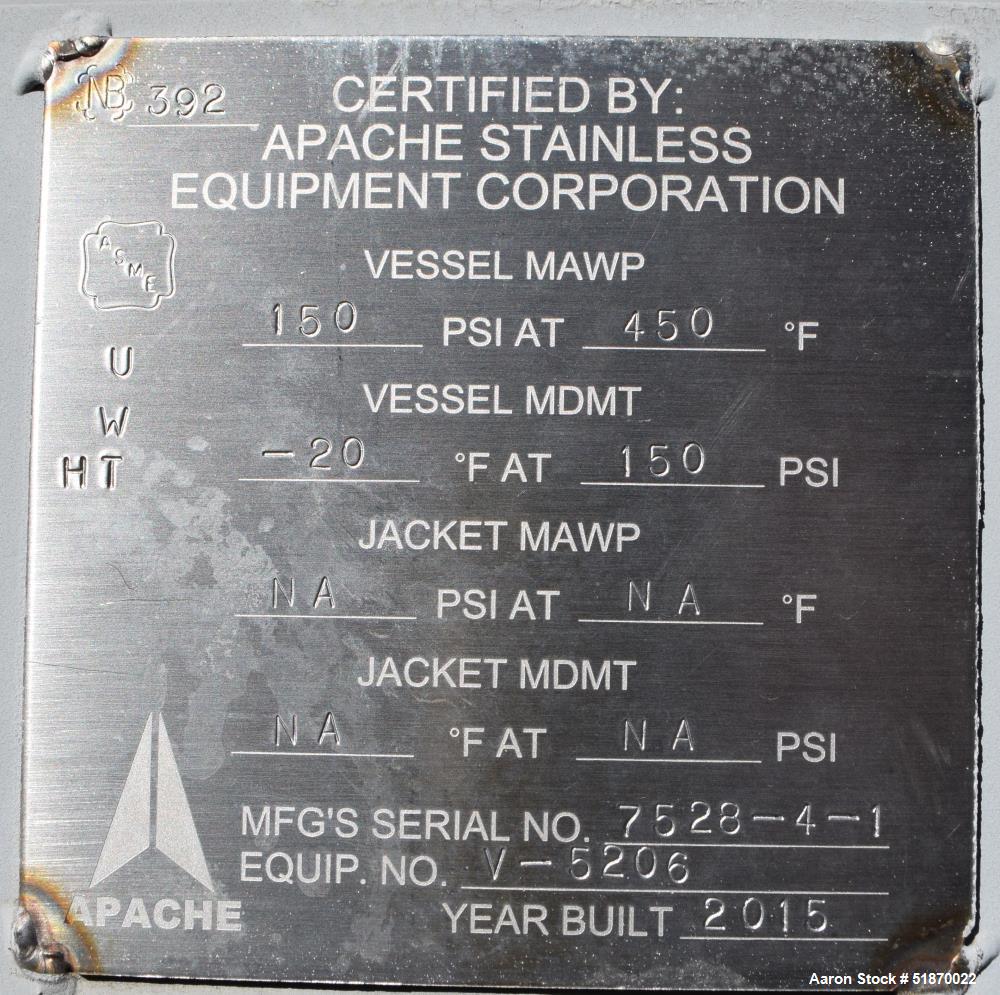 NB 392
CERTIFIED BY:
APACHE STAINLESS
EQUIPMENT CORPORATION
ASME
VESSEL MAWP
150 PSI AT 450 °F
U
VESSEL MDMT
W
-20 °F AT 150 PSI
HT
JACKET MAWP
NA PSI AT NA °F
JACKET MDMT
NA °F AT NA PSI
MFG'S SERIAL NO. 7528-4-1
EQUIP. NO. V-5206
APACHE
YEAR BUILT 2015
Aaron Stock # 51870022